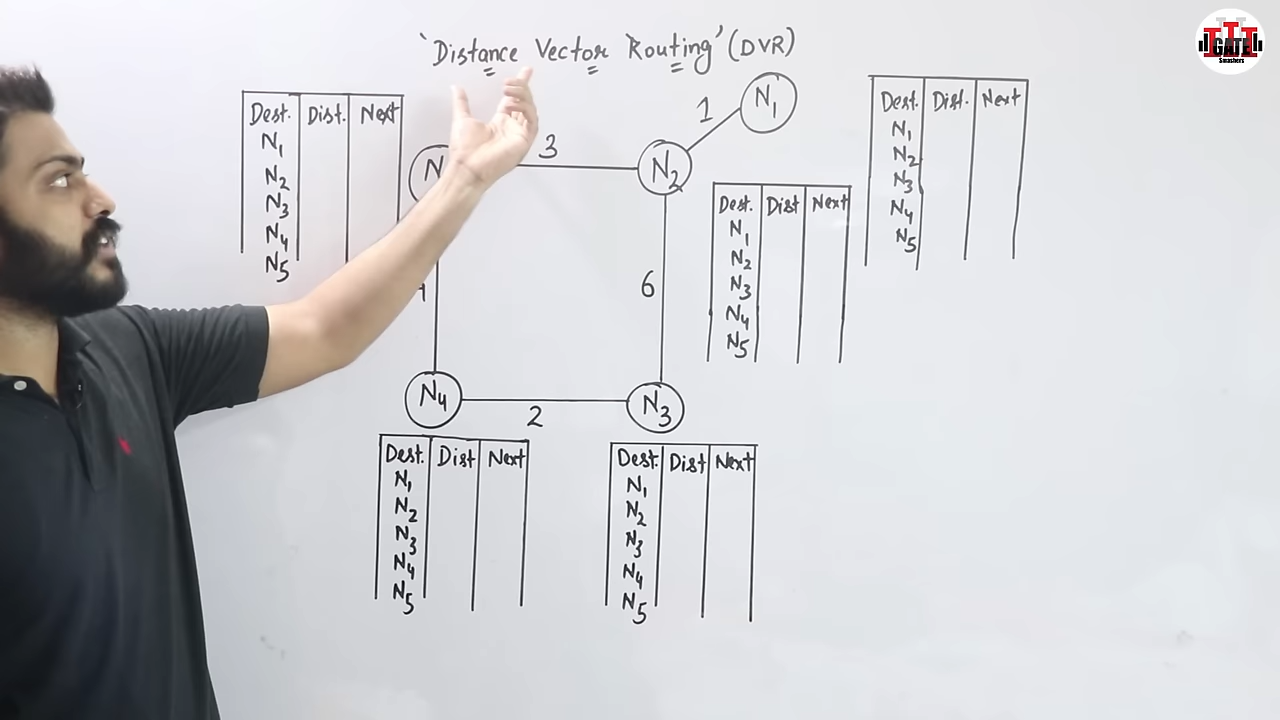 'Distance Vector Routing' (DVR)
GATE
Smashers
Dest. Dist. Next
N1
N2
N3
N4
N5
N
3
N2
1
N1
6
N4
2
N3
Dest. Dist Next
N1
N2
N3
N4
N5
Dest. Dist. Next
N1
N2
N3
N4
N5
Dest. Dist Next
N1
N2
N3
N4
N5
Dest. Dist Next
N1
N2
N3
N4
N5